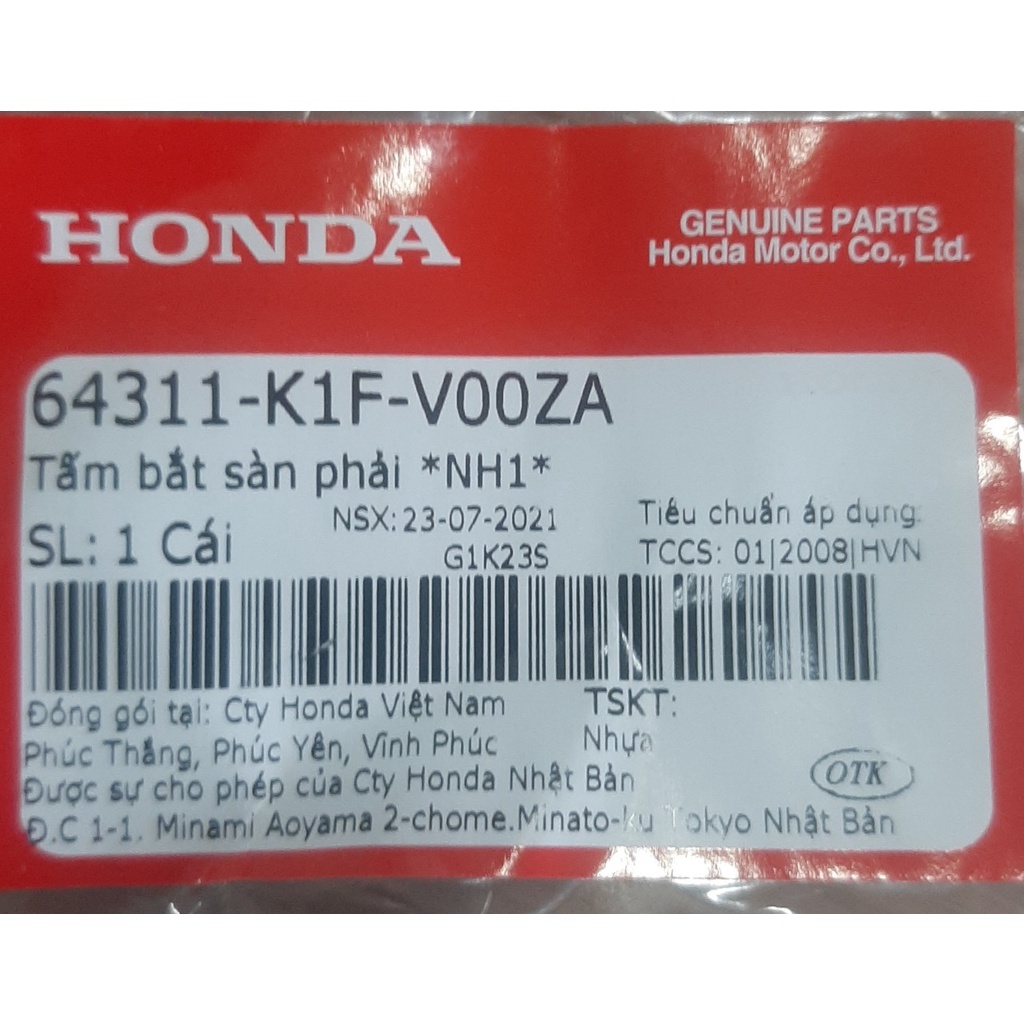 HONDA
GENUINE PARTS
Honda Motor Co., Ltd.
64311-K1F-V00ZA
Tấm bắt sàn phải *NH1*
SL: 1 Cái
NSX: 23-07-2021
G1K23S
Tiêu chuẩn áp dụng:
TCCS: 01|2008|HVN
Đóng gói tại: Cty Honda Việt Nam
Phúc Thắng, Phúc Yên, Vĩnh Phúc
Được sự cho phép của Cty Honda Nhật Bản
Đ.C 1-1. Minami Aoyama 2-chome.Minato-ku Tokyo Nhật Bản
TSKT:
Nhựa
OTK